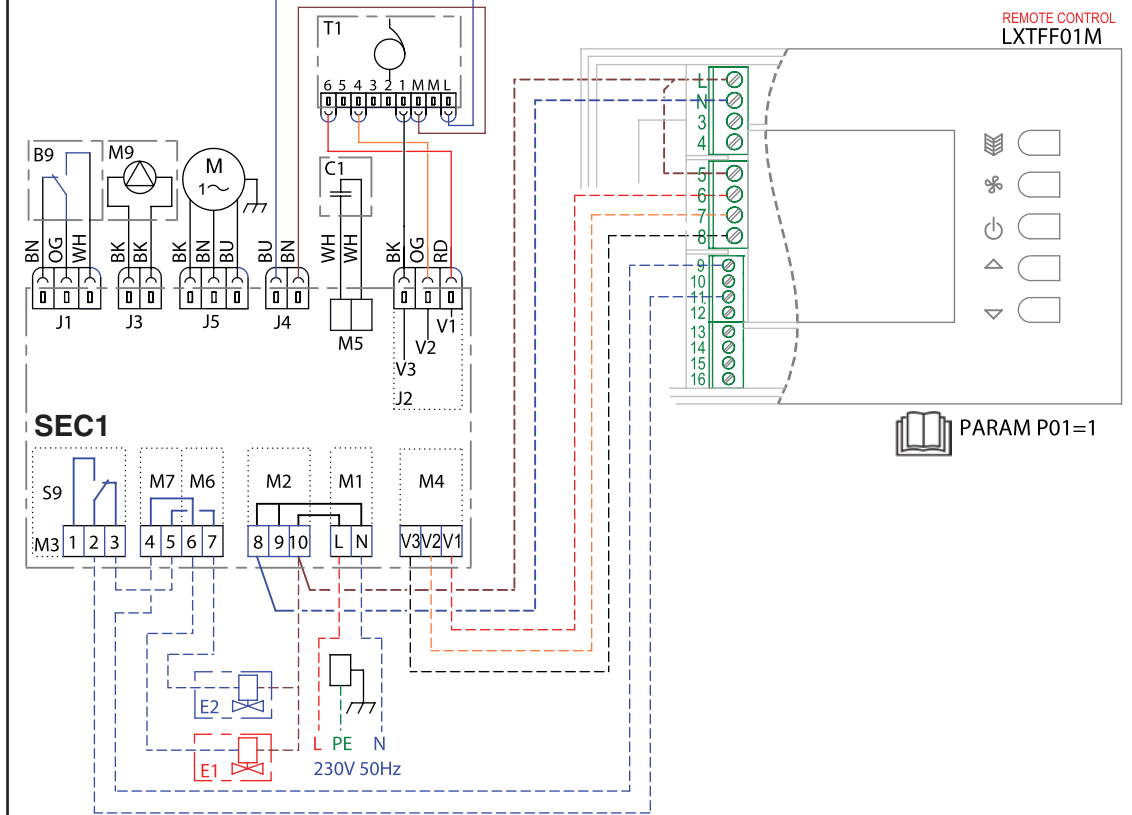 REMOTE CONTROL
LXTFF01M
T1
6 5 4 3 2 1 M M L
L
N
3
4
5
6
7
8
9
10
11
12
13
14
15
16
B9
M9
M
1~
C1
BN OG WH BK BK BK BN BU BU BN WH WH BK OG RD
J1 J3 J5 J4 M5
V1
V2
V3
J2
PARAM P01=1
SEC1
S9 M7 M6 M2 M1 M4
M3 1 2 3 4 5 6 7 8 9 10 L N V3 V2 V1
E2
E1
L PE N
230V 50Hz